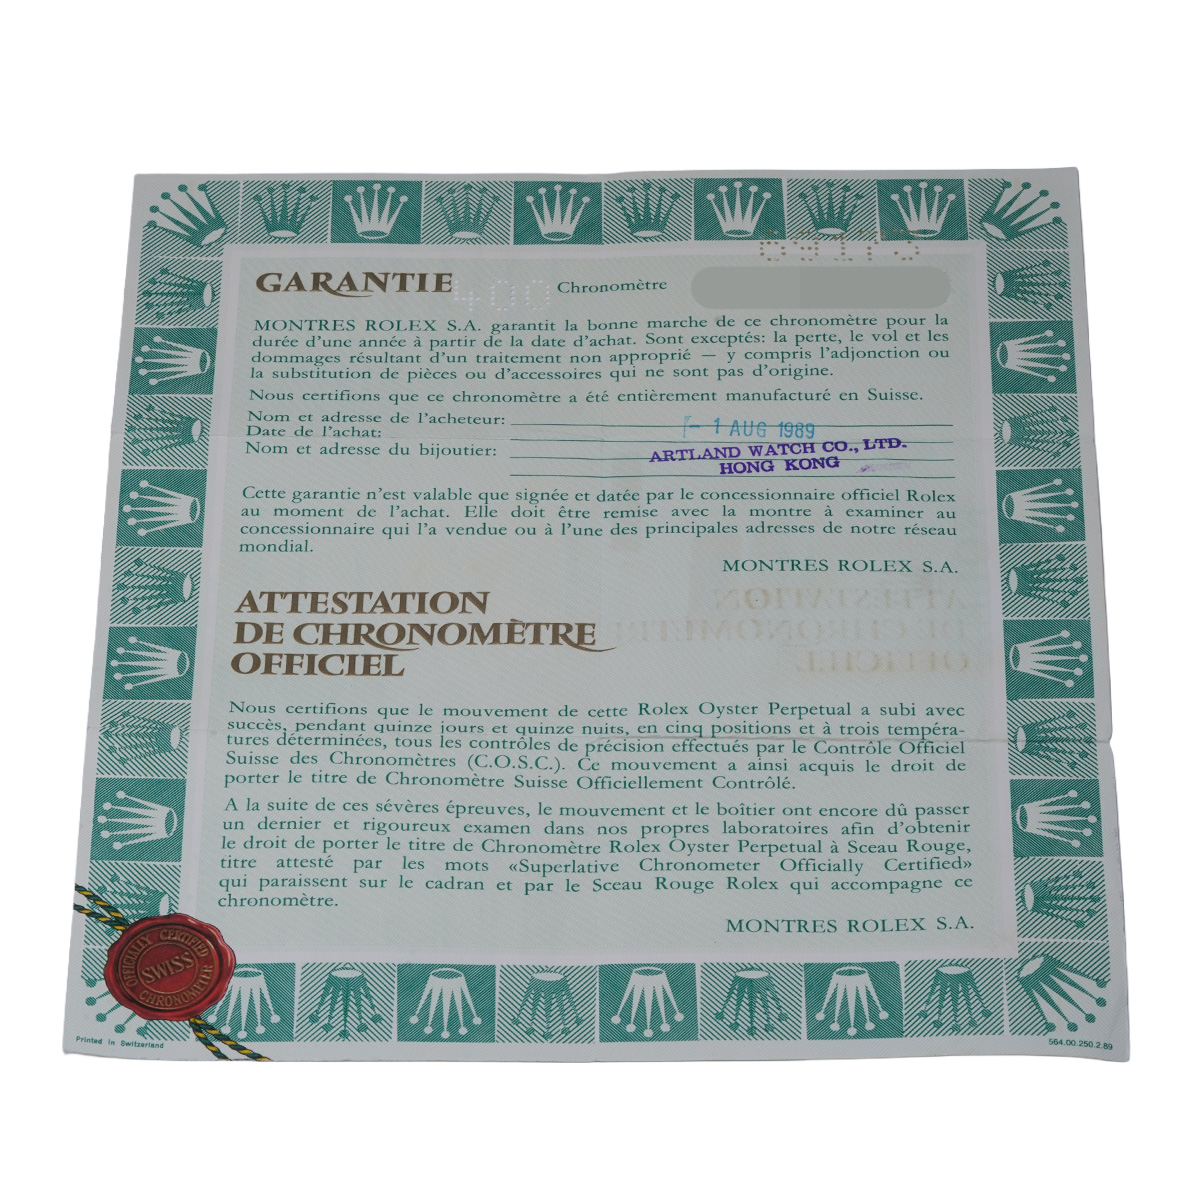 GARANTIE 400 Chronomètre
MONTRES ROLEX S.A. garantit la bonne marche de ce chronomètre pour la
durée d'une année à partir de la date d'achat. Sont exceptés: la perte, le vol et les
dommages résultant d'un traitement non approprié — y compris l'adjonction ou
la substitution de pièces ou d'accessoires qui ne sont pas d'origine.
Nous certifions que ce chronomètre a été entièrement manufacturé en Suisse.
Nom et adresse de l'acheteur:
Date de l'achat: - 1 AUG 1989
Nom et adresse du bijoutier: ARTLAND WATCH CO., LTD.
HONG KONG
Cette garantie n'est valable que signée et datée par le concessionnaire officiel Rolex
au moment de l'achat. Elle doit être remise avec la montre à examiner au
concessionnaire qui l'a vendue ou à l'une des principales adresses de notre réseau
mondial.
MONTRES ROLEX S.A.
ATTESTATION
DE CHRONOMÈTRE
OFFICIEL
Nous certifions que le mouvement de cette Rolex Oyster Perpetual a subi avec
succès, pendant quinze jours et quinze nuits, en cinq positions et à trois tempéra-
tures déterminées, tous les contrôles de précision effectués par le Contrôle Officiel
Suisse des Chronomètres (C.O.S.C.). Ce mouvement a ainsi acquis le droit de
porter le titre de Chronomètre Suisse Officiellement Contrôlé.
A la suite de ces sévères épreuves, le mouvement et le boîtier ont encore dû passer
un dernier et rigoureux examen dans nos propres laboratoires afin d'obtenir
le droit de porter le titre de Chronomètre Rolex Oyster Perpetual à Sceau Rouge,
titre attesté par les mots «Superlative Chronometer Officially Certified»
qui paraissent sur le cadran et par le Sceau Rouge Rolex qui accompagne ce
chronomètre.
MONTRES ROLEX S.A.
OFFICIALLY CERTIFIED
SWISS
CHRONOMETER
Printed in Switzerland
564.00.250.2.89